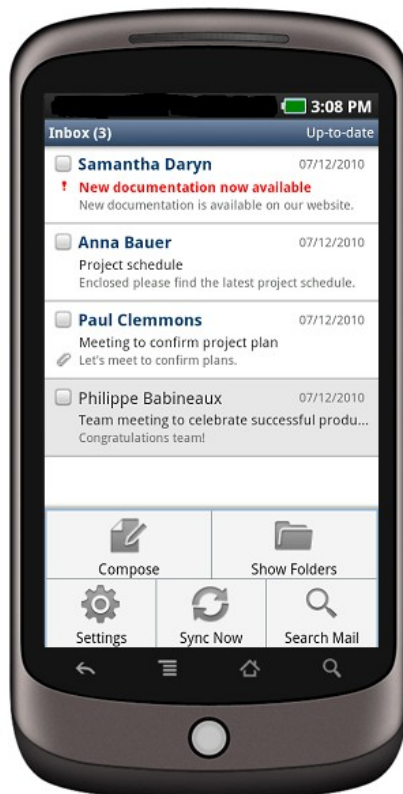 3:08 PM
Inbox (3) Up-to-date
Samantha Daryn 07/12/2010
! New documentation now available
New documentation is available on our website.
Anna Bauer 07/12/2010
Project schedule
Enclosed please find the latest project schedule.
Paul Clemmons 07/12/2010
Meeting to confirm project plan
Let's meet to confirm plans.
Philippe Babineaux 07/12/2010
Team meeting to celebrate successful produ...
Congratulations team!
Compose Show Folders
Settings Sync Now Search Mail